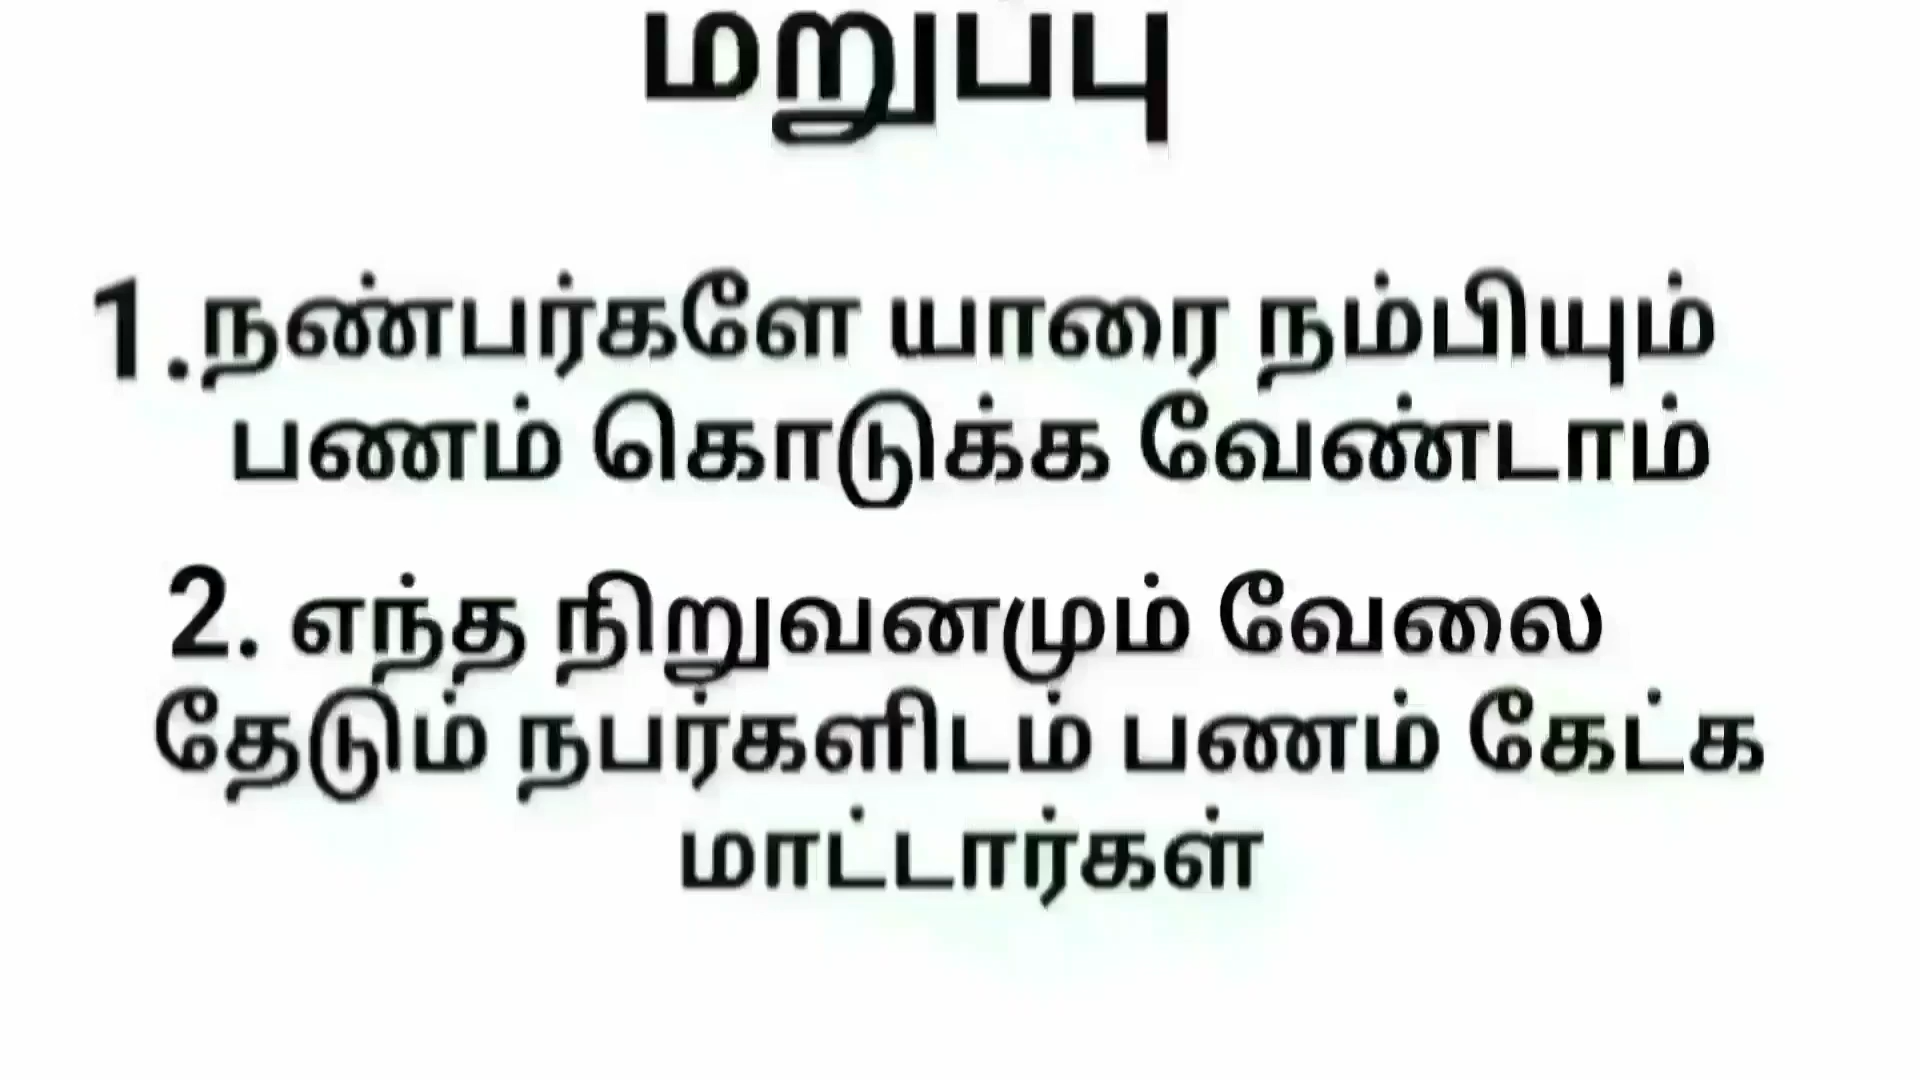 மறுப்பு
1.நண்பர்களே யாரை நம்பியும்
பணம் கொடுக்க வேண்டாம்
2. எந்த நிறுவனமும் வேலை
தேடும் நபர்களிடம் பணம் கேட்க
மாட்டார்கள்